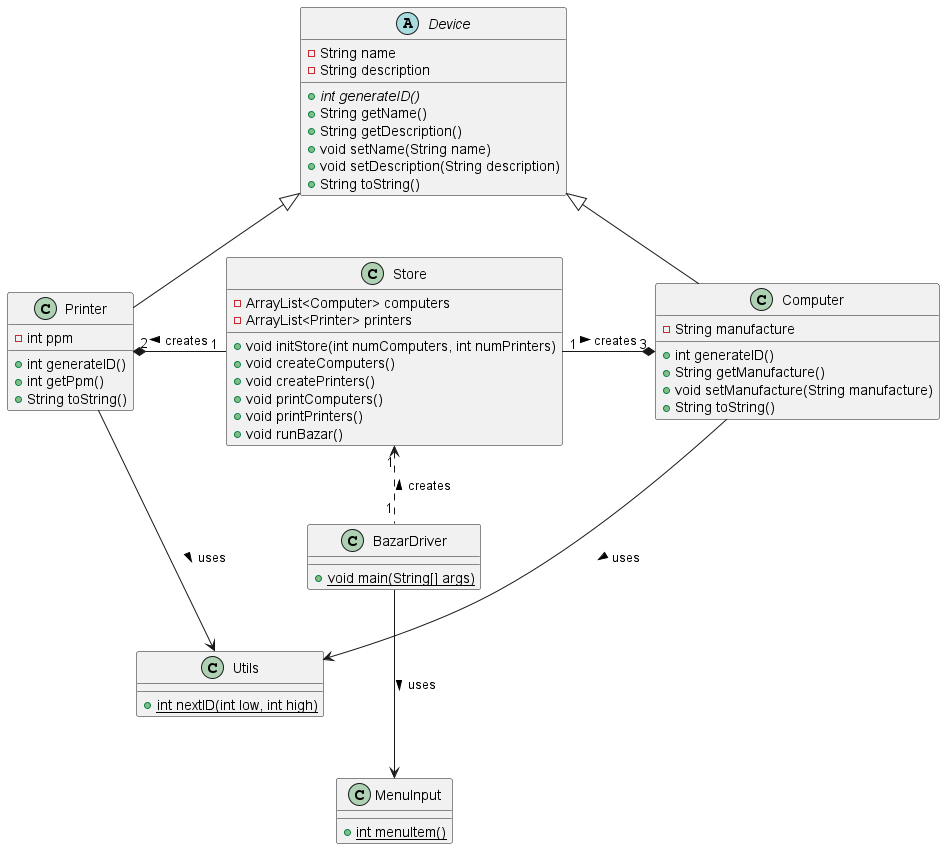 A Device
String name
String description
int generateID()
String getName()
String getDescription()
void setName(String name)
void setDescription(String description)
String toString()
C Store
ArrayList<Computer> computers
ArrayList<Printer> printers
void initStore(int numComputers, int numPrinters)
void createComputers()
void createPrinters()
void printComputers()
void printPrinters()
void runBazar()
C Printer
int ppm
int generateID()
int getPpm()
String toString()
C Computer
String manufacture
int generateID()
String getManufacture()
void setManufacture(String manufacture)
String toString()
2 creates 1
1 creates 3
1
creates
1
C BazarDriver
void main(String[] args)
uses
uses
C Utils
int nextID(int low, int high)
uses
C MenuInput
int menuItem()